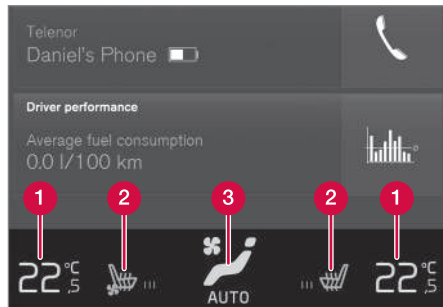 Telenor
Daniel's Phone
Driver performance
Average fuel consumption
0.0 l/100 km
1 2 3 2 1
22°C,5 22°C,5
AUTO